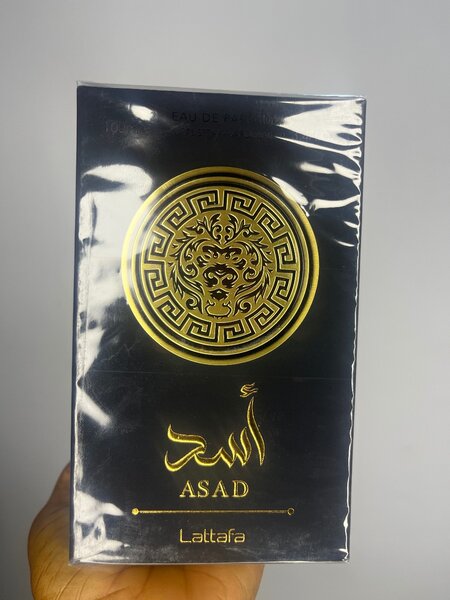 EAU DE PARFUM
أسد
ASAD
Lattafa